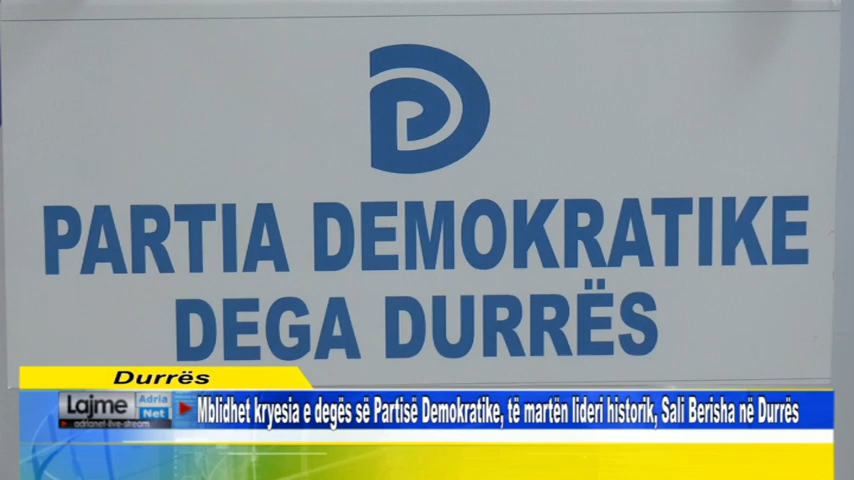 PARTIA DEMOKRATIKE
DEGA DURRËS
Durrës
Lajme
Adria
Net
adrianet-live-stream
Mblidhet kryesia e degës së Partisë Demokratike, të martën lideri historik, Sali Berisha në Durrës